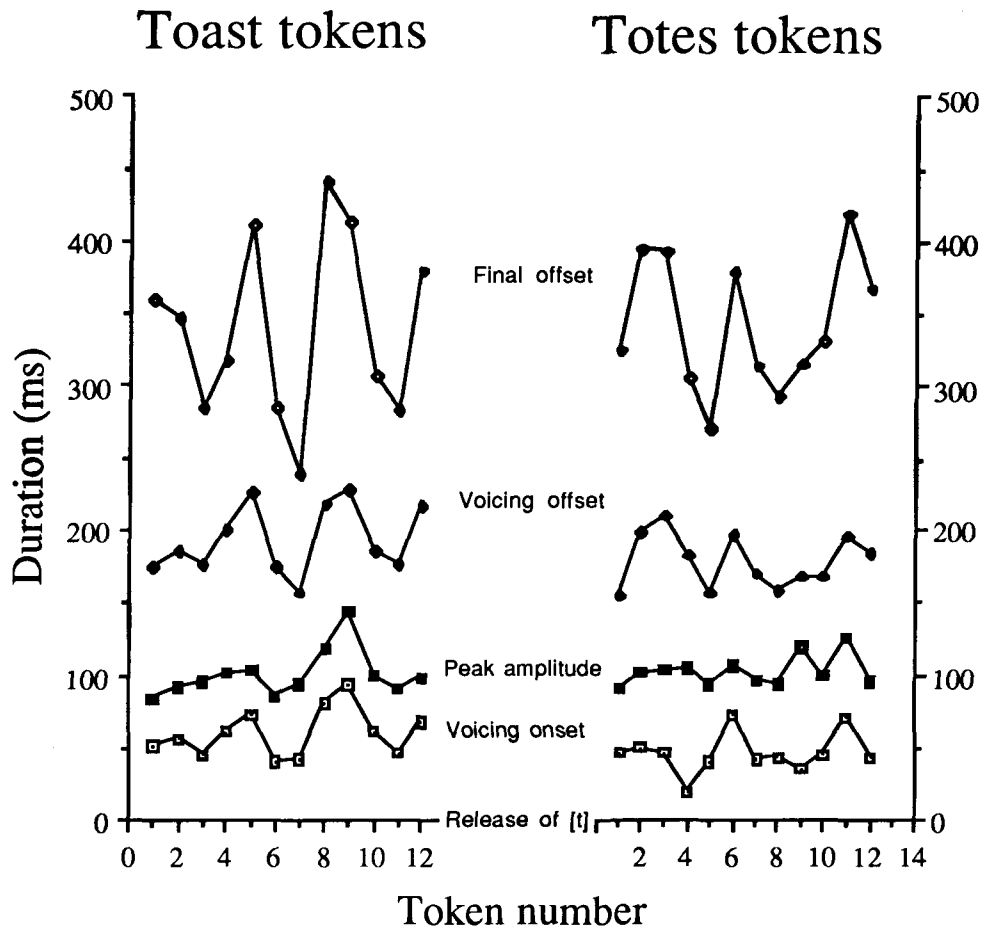 Toast tokens
Totes tokens
500
400
300
200
100
0
Duration (ms)
500
400
300
200
100
0
Final offset
Voicing offset
Peak amplitude
Voicing onset
Release of [t]
0 2 4 6 8 10 12
2 4 6 8 10 12 14
Token number